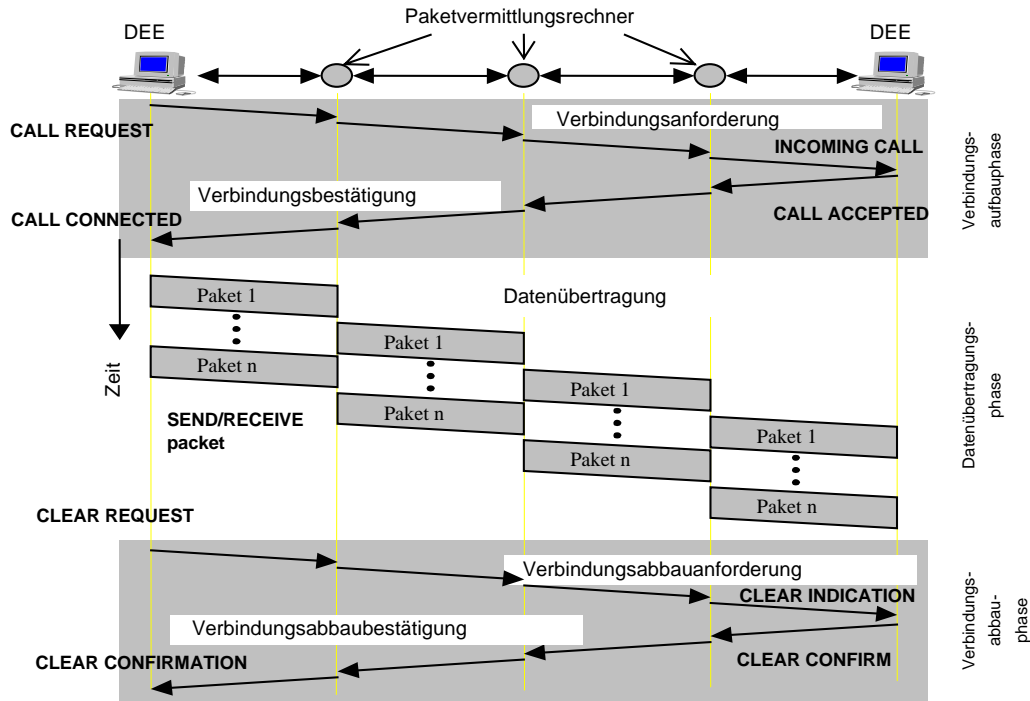 Paketvermittlungsrechner
DEE
DEE
CALL REQUEST
Verbindungsanforderung
INCOMING CALL
Verbindungsbestätigung
CALL CONNECTED
CALL ACCEPTED
Verbindungs-
aufbauphase
Zeit
Datenübertragung
Paket 1
Paket n
Paket 1
Paket n
Paket 1
Paket n
Paket 1
Paket n
SEND/RECEIVE
packet
Datenübertragungs-
phase
CLEAR REQUEST
Verbindungsabbauanforderung
CLEAR INDICATION
Verbindungsabbaubestätigung
CLEAR CONFIRMATION
CLEAR CONFIRM
Verbindungs-
abbau-
phase